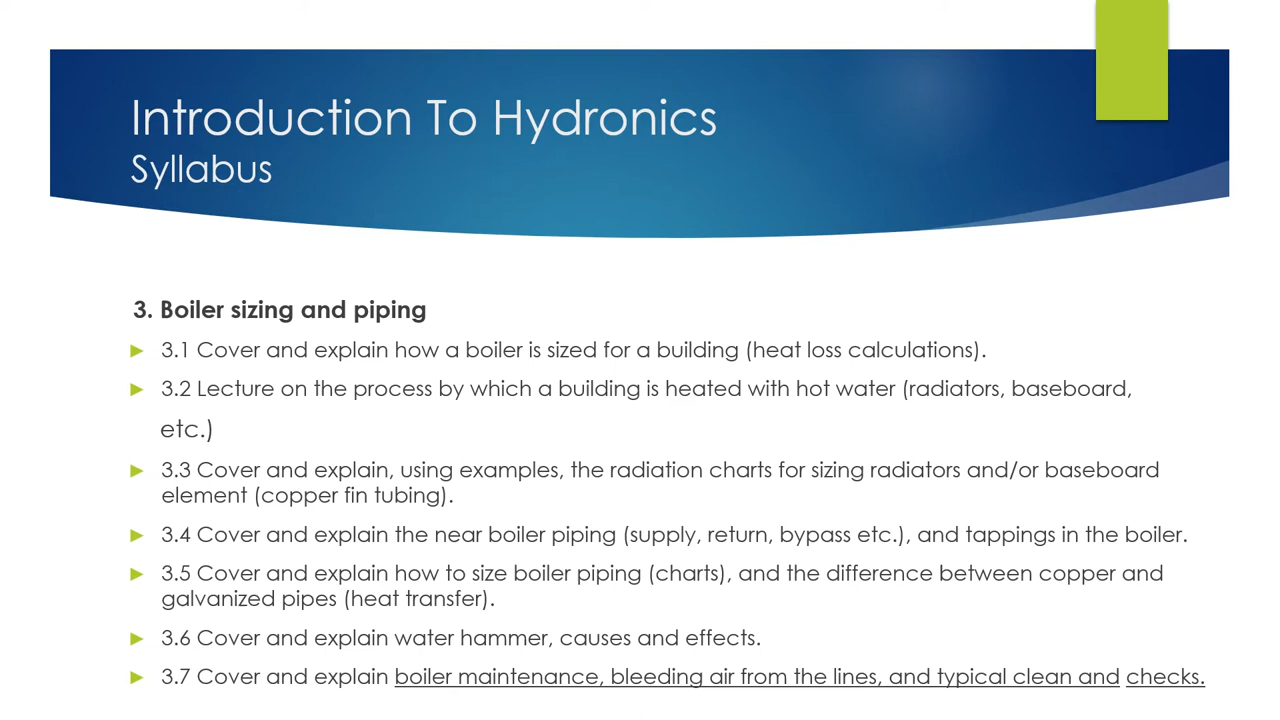 Introduction To Hydronics
Syllabus
3. Boiler sizing and piping
3.1 Cover and explain how a boiler is sized for a building (heat loss calculations).
3.2 Lecture on the process by which a building is heated with hot water (radiators, baseboard,
etc.)
3.3 Cover and explain, using examples, the radiation charts for sizing radiators and/or baseboard
element (copper fin tubing).
3.4 Cover and explain the near boiler piping (supply, return, bypass etc.), and tappings in the boiler.
3.5 Cover and explain how to size boiler piping (charts), and the difference between copper and
galvanized pipes (heat transfer).
3.6 Cover and explain water hammer, causes and effects.
3.7 Cover and explain boiler maintenance, bleeding air from the lines, and typical clean and checks.